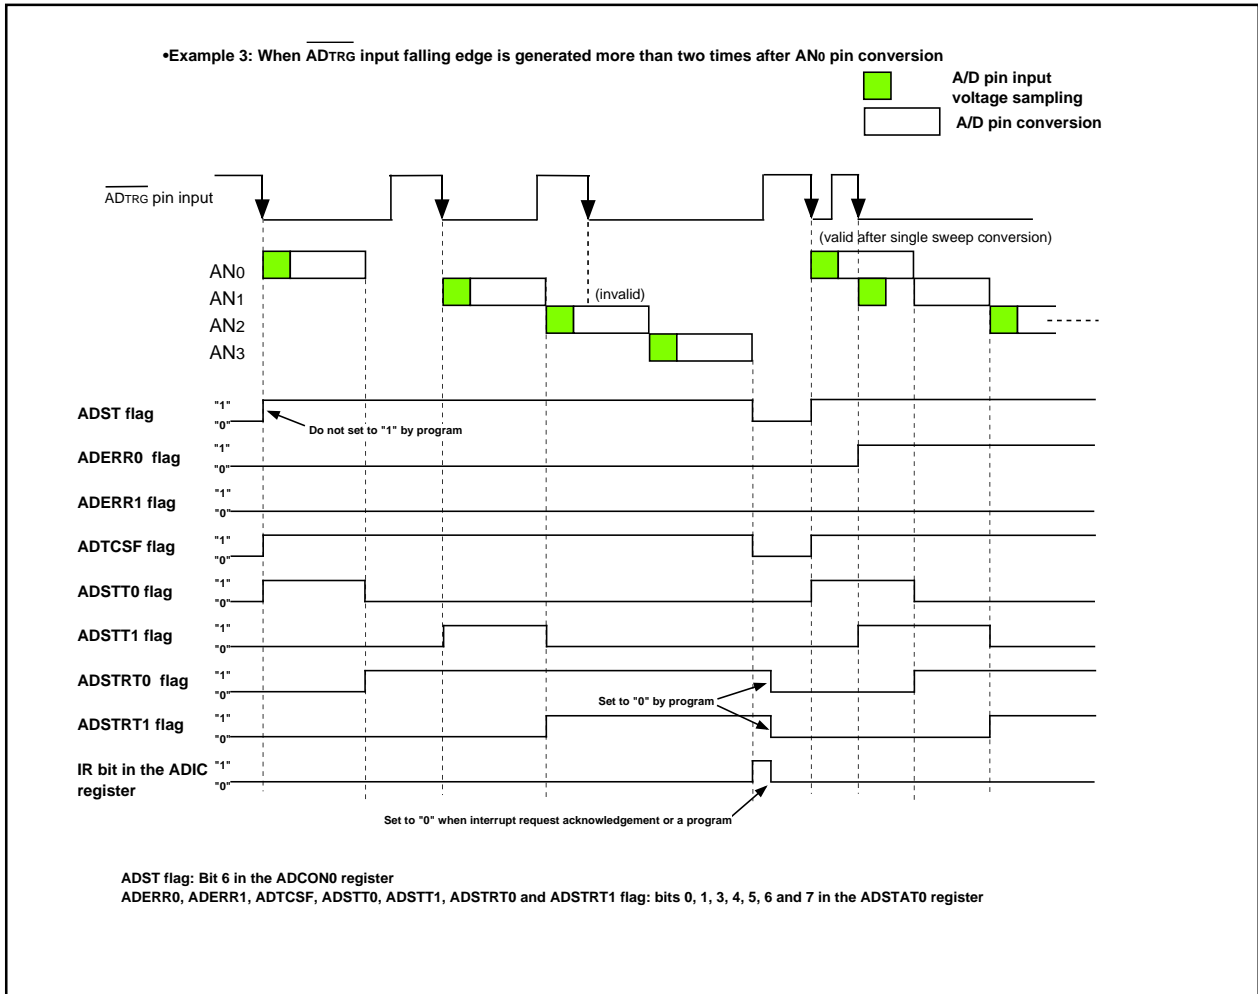 •Example 3: When ADTRG input falling edge is generated more than two times after AN0 pin conversion
A/D pin input
voltage sampling
A/D pin conversion
ADTRG pin input
(valid after single sweep conversion)
AN0
AN1
(invalid)
AN2
AN3
ADST flag
"1"
"0"
Do not set to "1" by program
ADERR0 flag
"1"
"0"
ADERR1 flag
"1"
"0"
ADTCSF flag
"1"
"0"
ADSTT0 flag
"1"
"0"
ADSTT1 flag
"1"
"0"
ADSTRT0 flag
"1"
"0"
Set to "0" by program
ADSTRT1 flag
"1"
"0"
IR bit in the ADIC
register
"1"
"0"
Set to "0" when interrupt request acknowledgement or a program
ADST flag: Bit 6 in the ADCON0 register
ADERR0, ADERR1, ADTCSF, ADSTT0, ADSTT1, ADSTRT0 and ADSTRT1 flag: bits 0, 1, 3, 4, 5, 6 and 7 in the ADSTAT0 register